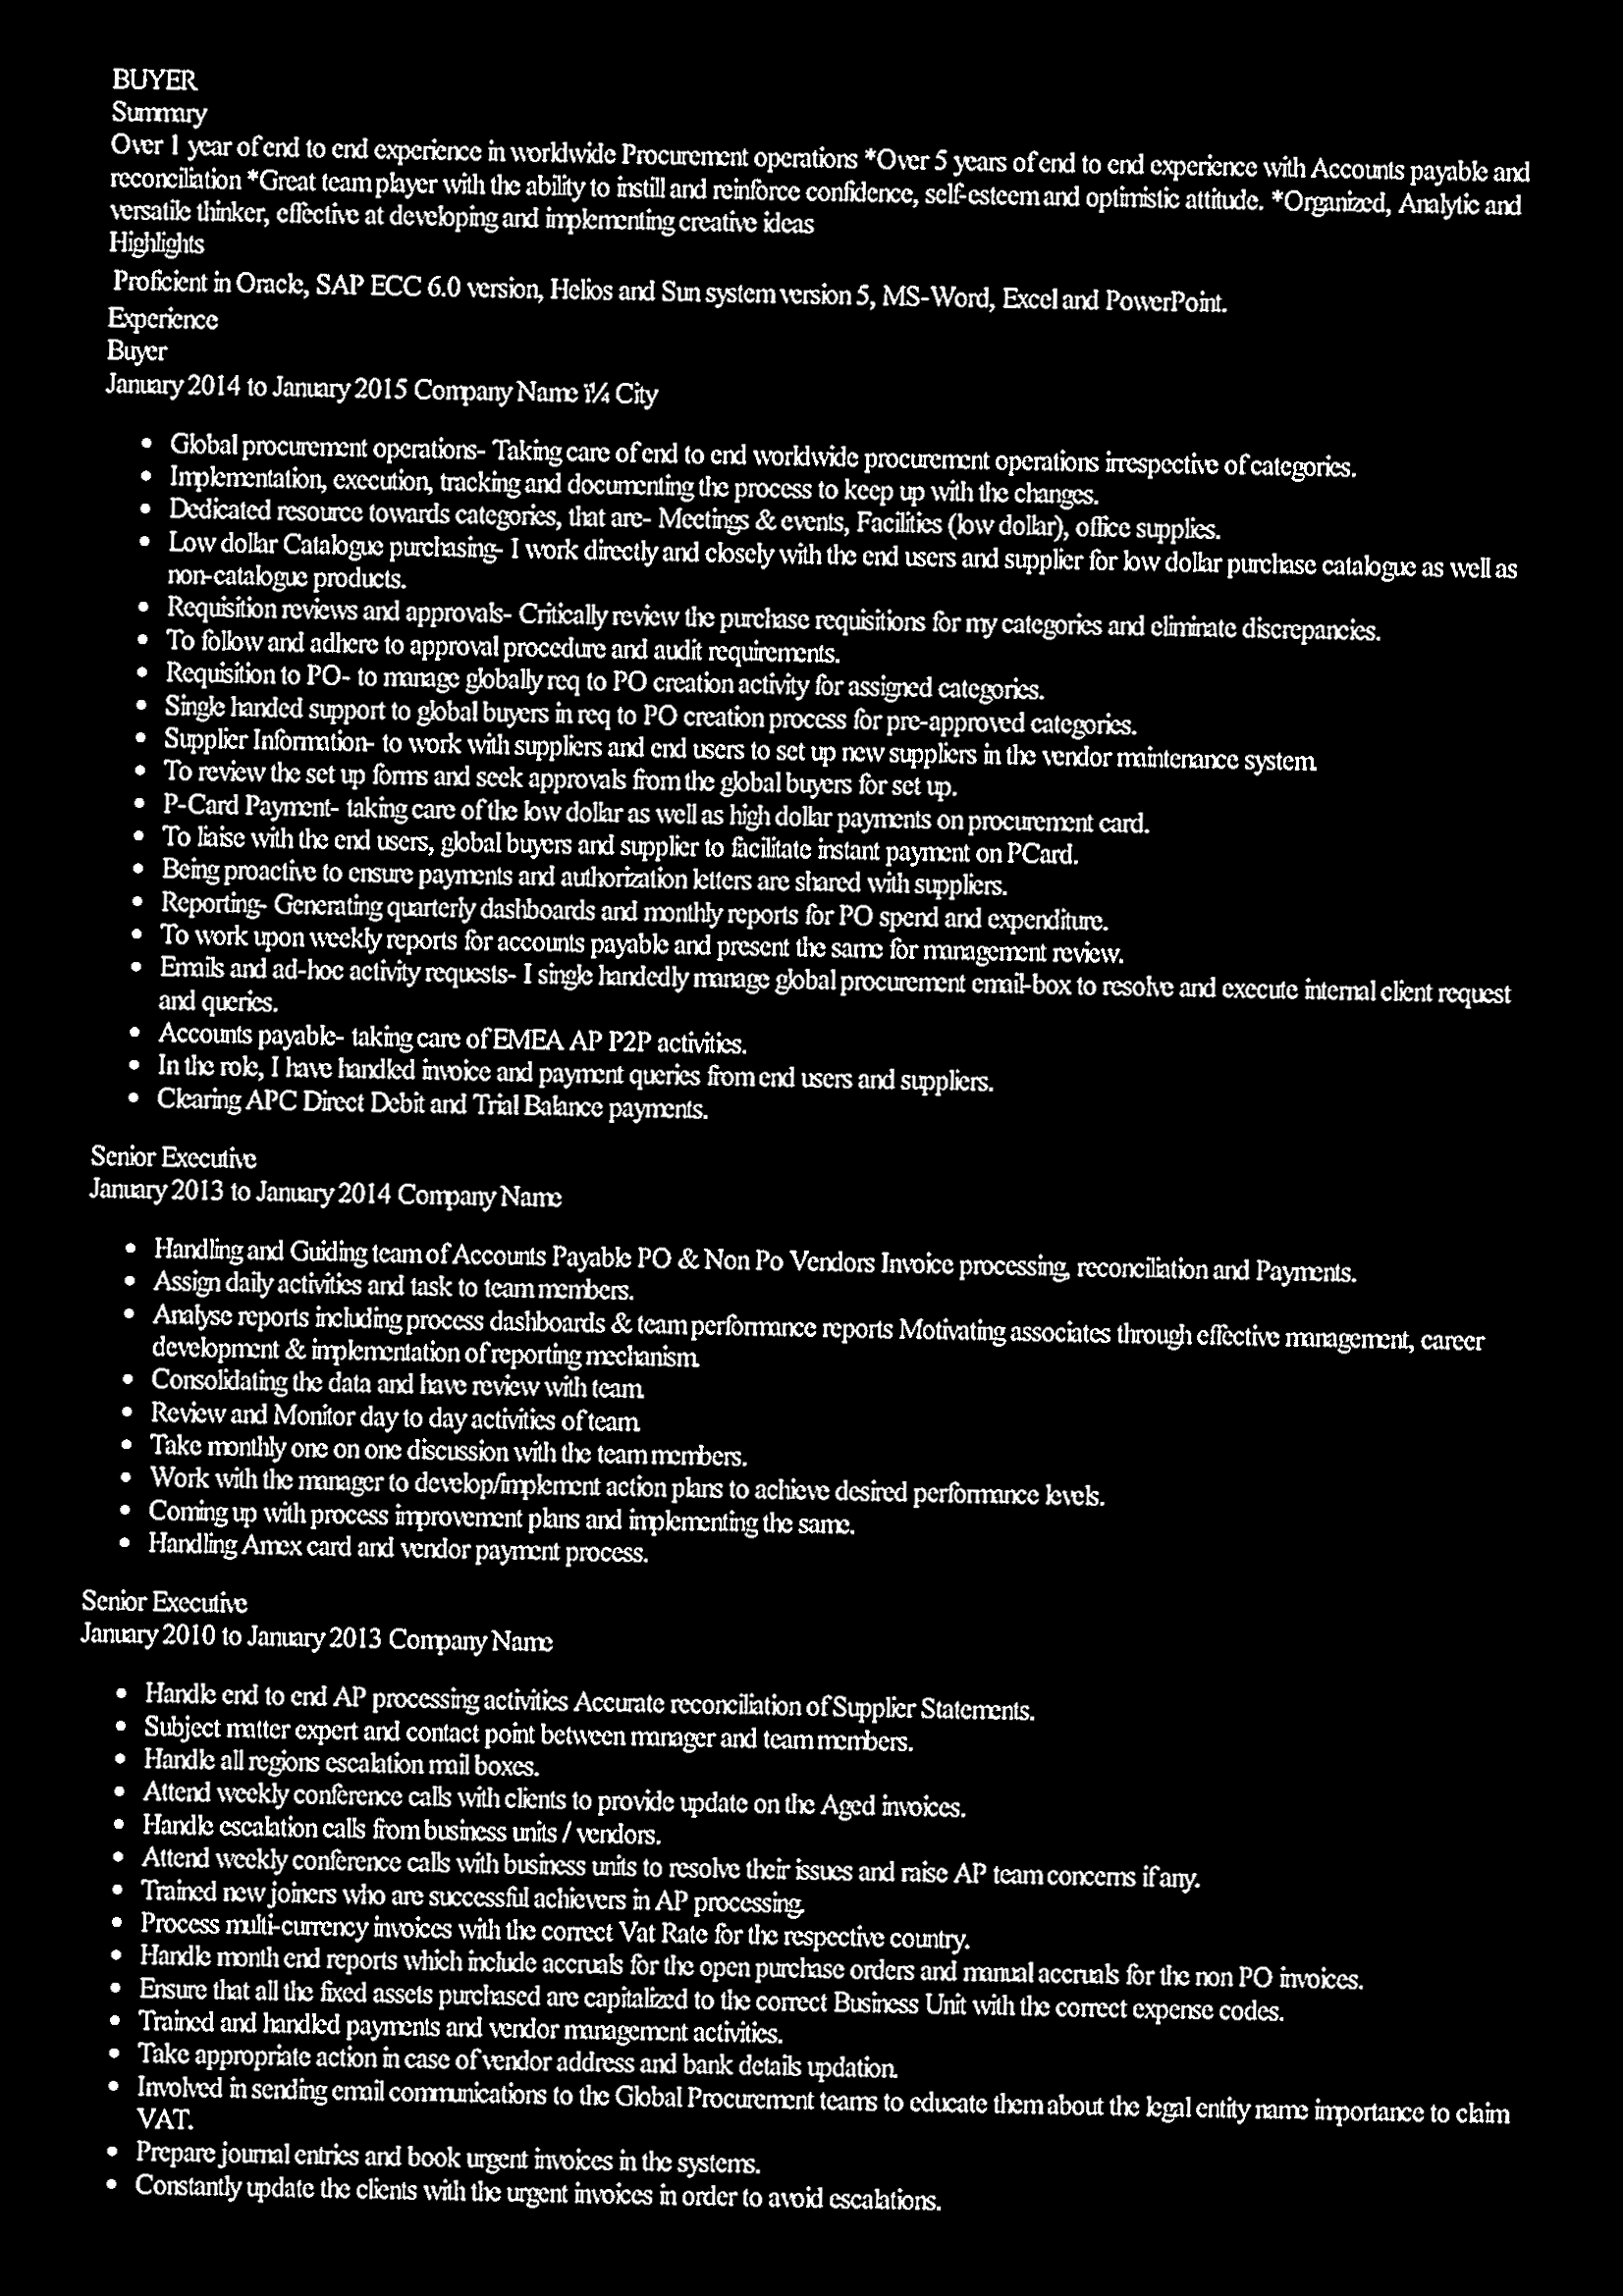 BUYER
Summary
Over 1 year of end to end experience in worldwide Procurement operations *Over 5 years of end to end experience with Accounts payable and
reconciliation *Great team player with the ability to instill and reinforce confidence, self-esteem and optimistic attitude. *Organized, Analytic and
versatile thinker, effective at developing and implementing creative ideas
Highlights
Proficient in Oracle, SAP ECC 6.0 version, Helios and Sun system version 5, MS-Word, Excel and PowerPoint.
Experience
Buyer
January 2014 to January 2015 Company Name ï¼ City
• Global procurement operations- Taking care of end to end worldwide procurement operations irrespective of categories.
• Implementation, execution, tracking and documenting the process to keep up with the changes.
• Dedicated resource towards categories, that are- Meetings & events, Facilities (low dollar), office supplies.
• Low dollar Catalogue purchasing- I work directly and closely with the end users and supplier for low dollar purchase catalogue as well as
non-catalogue products.
• Requisition reviews and approvals- Critically review the purchase requisitions for my categories and eliminate discrepancies.
• To follow and adhere to approval procedure and audit requirements.
• Requisition to PO- to manage globally req to PO creation activity for assigned categories.
• Single handed support to global buyers in req to PO creation process for pre-approved categories.
• Supplier Information- to work with suppliers and end users to set up new suppliers in the vendor maintenance system.
• To review the set up forms and seek approvals from the global buyers for set up.
• P-Card Payment- taking care of the low dollar as well as high dollar payments on procurement card.
• To liaise with the end users, global buyers and supplier to facilitate instant payment on PCard.
• Being proactive to ensure payments and authorization letters are shared with suppliers.
• Reporting- Generating quarterly dashboards and monthly reports for PO spend and expenditure.
• To work upon weekly reports for accounts payable and present the same for management review.
• Emails and ad-hoc activity requests- I single handedly manage global procurement email-box to resolve and execute internal client request
and queries.
• Accounts payable- taking care of EMEA AP P2P activities.
• In the role, I have handled invoice and payment queries from end users and suppliers.
• Clearing APC Direct Debit and Trial Balance payments.
Senior Executive
January 2013 to January 2014 Company Name
• Handling and Guiding team of Accounts Payable PO & Non Po Vendors Invoice processing, reconciliation and Payments.
• Assign daily activities and task to team members.
• Analyse reports including process dashboards & team performance reports Motivating associates through effective management, career
development & implementation of reporting mechanism.
• Consolidating the data and have review with team.
• Review and Monitor day to day activities of team.
• Take monthly one on one discussion with the team members.
• Work with the manager to develop/implement action plans to achieve desired performance levels.
• Coming up with process improvement plans and implementing the same.
• Handling Amex card and vendor payment process.
Senior Executive
January 2010 to January 2013 Company Name
• Handle end to end AP processing activities Accurate reconciliation of Supplier Statements.
• Subject matter expert and contact point between manager and team members.
• Handle all regions escalation mail boxes.
• Attend weekly conference calls with clients to provide update on the Aged invoices.
• Handle escalation calls from business units / vendors.
• Attend weekly conference calls with business units to resolve their issues and raise AP team concerns if any.
• Trained new joiners who are successful achievers in AP processing.
• Process multi-currency invoices with the correct Vat Rate for the respective country.
• Handle month end reports which include accruals for the open purchase orders and manual accruals for the non PO invoices.
• Ensure that all the fixed assets purchased are capitalized to the correct Business Unit with the correct expense codes.
• Trained and handled payments and vendor management activities.
• Take appropriate action in case of vendor address and bank details updation.
• Involved in sending email communications to the Global Procurement teams to educate them about the legal entity name importance to claim
VAT.
• Prepare journal entries and book urgent invoices in the systems.
• Constantly update the clients with the urgent invoices in order to avoid escalations.